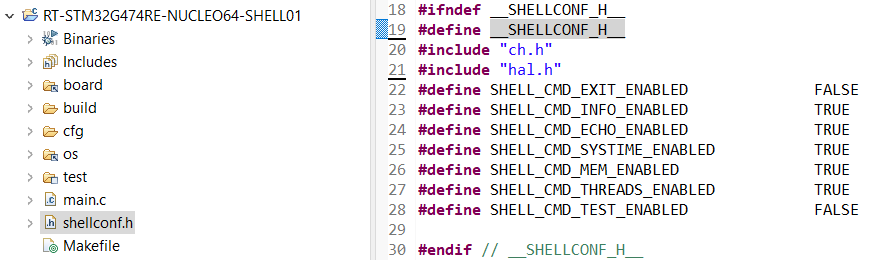 RT-STM32G474RE-NUCLEO64-SHELL01
Binaries
Includes
board
build
cfg
os
test
main.c
shellconf.h
Makefile
18 #ifndef __SHELLCONF_H__
19 #define __SHELLCONF_H__
20 #include "ch.h"
21 #include "hal.h"
22 #define SHELL_CMD_EXIT_ENABLED FALSE
23 #define SHELL_CMD_INFO_ENABLED TRUE
24 #define SHELL_CMD_ECHO_ENABLED TRUE
25 #define SHELL_CMD_SYSTIME_ENABLED TRUE
26 #define SHELL_CMD_MEM_ENABLED TRUE
27 #define SHELL_CMD_THREADS_ENABLED TRUE
28 #define SHELL_CMD_TEST_ENABLED FALSE
29
30 #endif // __SHELLCONF_H__